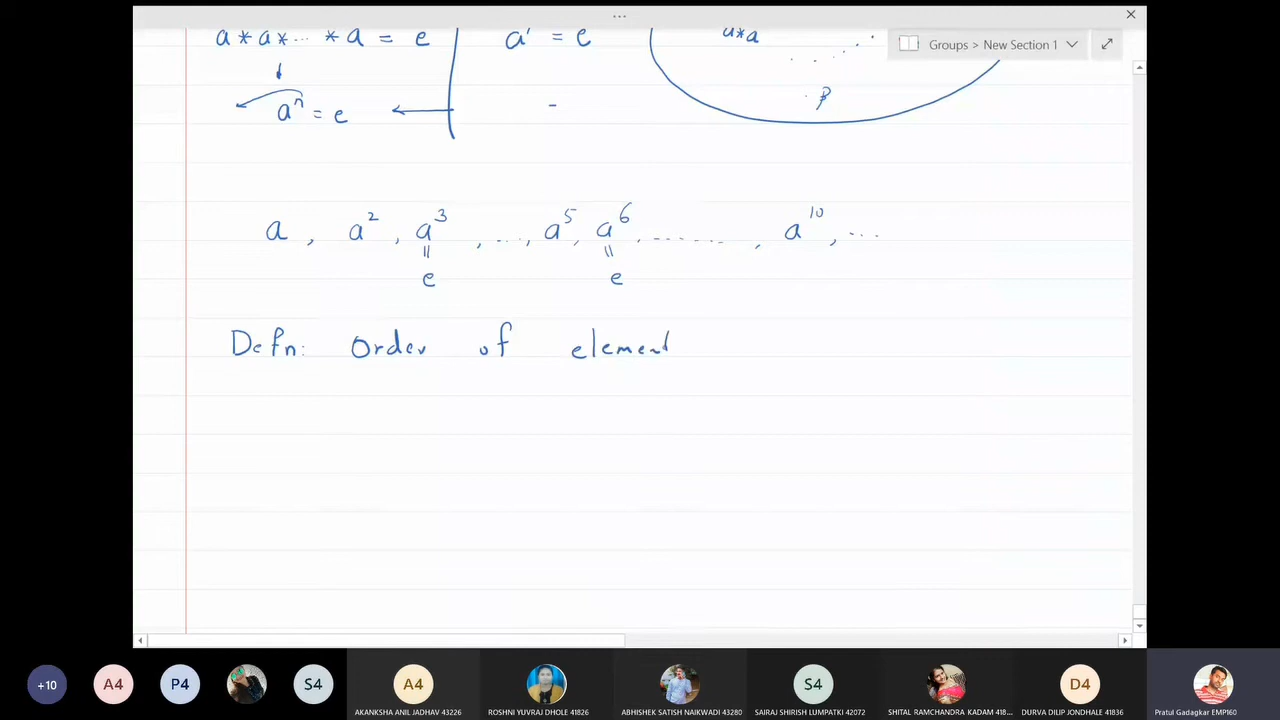 a * a * ... * a = e
a' = e
a*a
Groups > New Section 1
aⁿ = e
a , a² , a³ , ..., a⁵, a⁶, ........ , a¹⁰, ...
=
e
=
e
Defn: Order of element
+10
A4
P4
S4
A4
S4
D4
AKANKSHA ANIL JADHAV 43226
ROSHNI YUVRAJ DHOLE 41826
ABHISHEK SATISH NAIKWADI 43280
SAIRAJ SHIRISH LUMPATKI 42072
SHITAL RAMCHANDRA KADAM 418...
DURVA DILIP JONDHALE 41836
Pratul Gadagkar EMP160